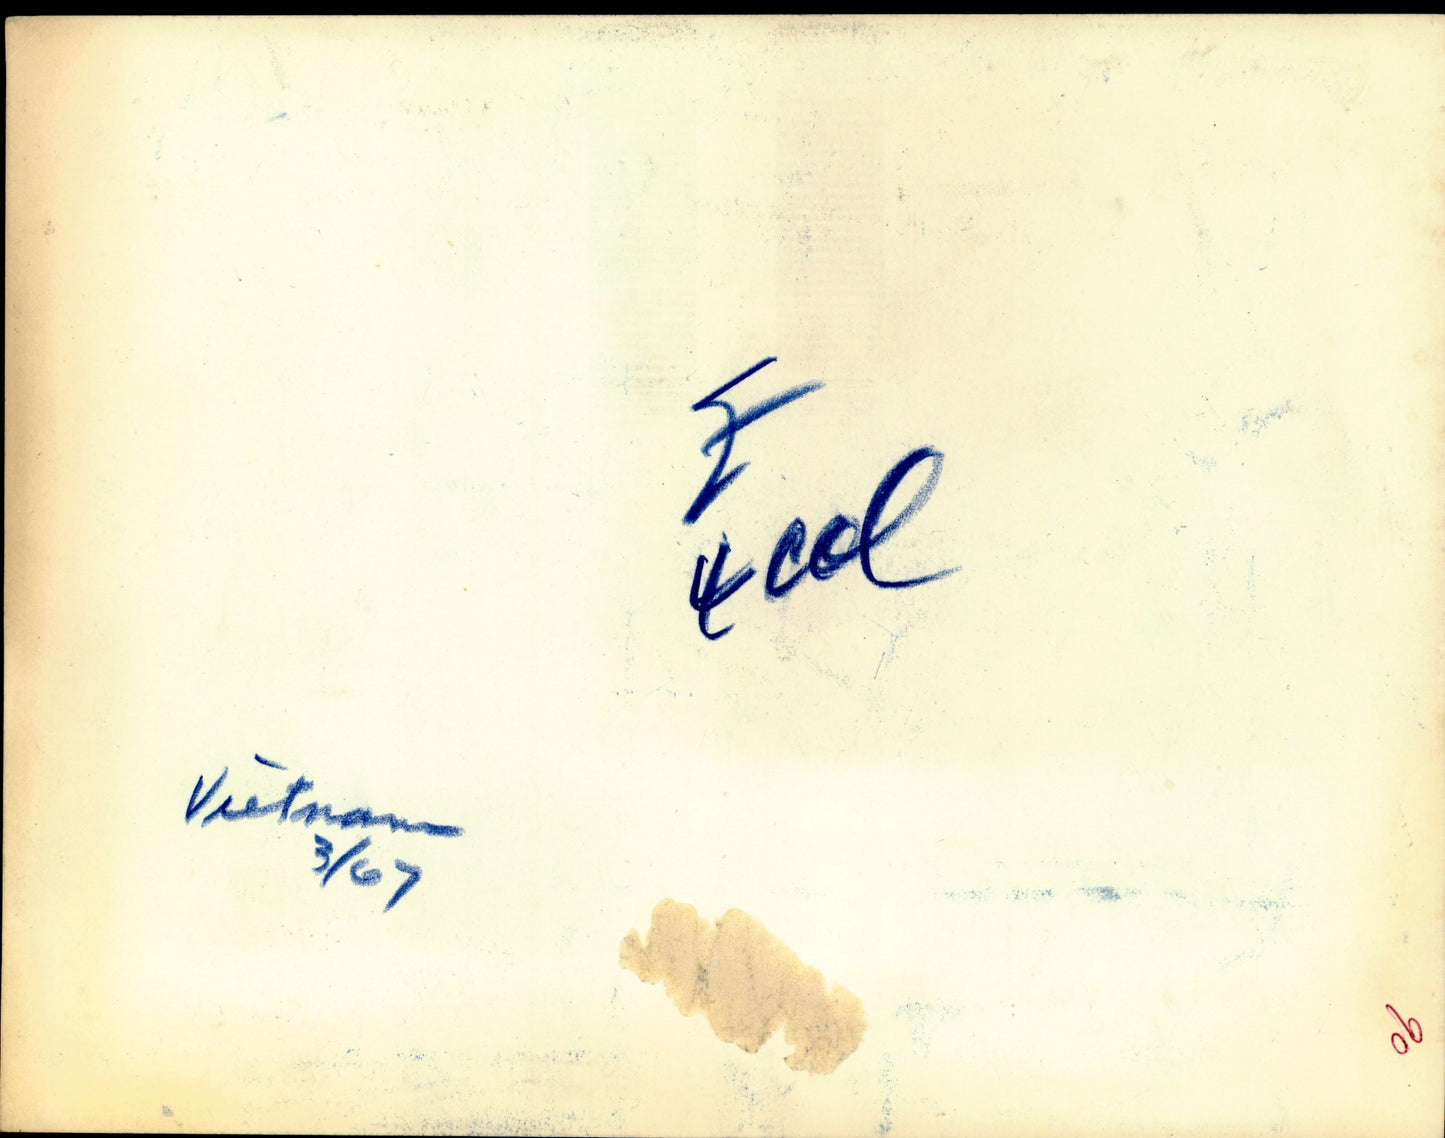 F
4 col
Vietnam
3/67